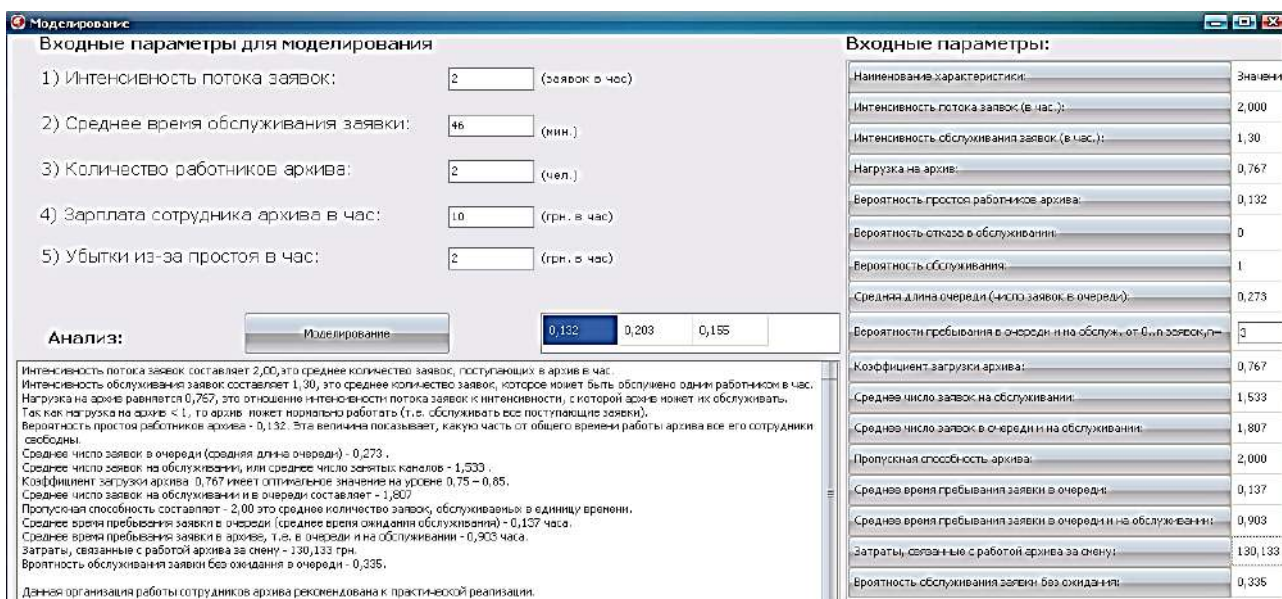 Моделирование
Входные параметры для моделирования
1) Интенсивность потока заявок:
2
(заявок в час)
2) Среднее время обслуживания заявки:
46
(мин.)
3) Количество работников архива:
2
(чел.)
4) Зарплата сотрудника архива в час:
10
(грн. в час)
5) Убытки из-за простоя в час:
2
(грн. в час)
Анализ:
Моделирование
0,132 0,203 0,155
Интенсивность потока заявок составляет 2,00,это среднее количество заявок, поступающих в архив в час.
Интенсивность обслуживания заявок составляет 1,30, это среднее количество заявок, которое может быть обслужено одним работником в час.
Нагрузка на архив равняется 0,767, это отношение интенсивности потока заявок к интенсивности, с которой архив может их обслуживать.
Так как нагрузка на архив < 1, то архив может нормально работать (т.е. обслуживать все поступающие заявки).
Вероятность простоя работников архива - 0,132. Эта величина показывает, какую часть от общего времени работы архива все его сотрудники
свободны.
Среднее число заявок в очереди (средняя длина очереди) - 0,273 .
Среднее число заявок на обслуживании, или среднее число занятых каналов - 1,533 .
Коэффициент загрузки архива 0,767 имеет оптимальное значение на уровне 0,75 – 0,85.
Среднее число заявок на обслуживании и в очереди составляет - 1,807
Пропускная способность составляет - 2,00 это среднее количество заявок, обслуживаемых в единицу времени.
Среднее время пребывания заявки в очереди (среднее время ожидания обслуживания) - 0,137 часа.
Среднее время пребывания заявки в архиве, т.е. в очереди и на обслуживании - 0,903 часа.
Затраты, связанные с работой архива за смену - 130,133 грн.
Вроятность обслуживания заявки без ожидания в очереди - 0,335.
Данная организация работы сотрудников архива рекомендована к практической реализации.
Входные параметры:
Наименование характеристики: Значени
Интенсивность потока заявок (в час.): 2,000
Интенсивность обслуживания заявок (в час.): 1,30
Нагрузка на архив: 0,767
Вероятность простоя работников архива: 0,132
Вероятность отказа в обслуживании: 0
Вероятность обслуживания: 1
Средняя длина очереди (число заявок в очереди): 0,273
Вероятности пребывания в очереди и на обслуж. от 0..n заявок,n= 3
Коэффициент загрузки архива: 0,767
Среднее число заявок на обслуживании: 1,533
Среднее число заявок в очереди и на обслуживании: 1,807
Пропускная способность архива: 2,000
Среднее время пребывания заявки в очереди: 0,137
Среднее время пребывания заявки в очереди и на обслуживании: 0,903
Затраты, связанные с работой архива за смену: 130,133
Вроятность обслуживания заявки без ожидания: 0,335